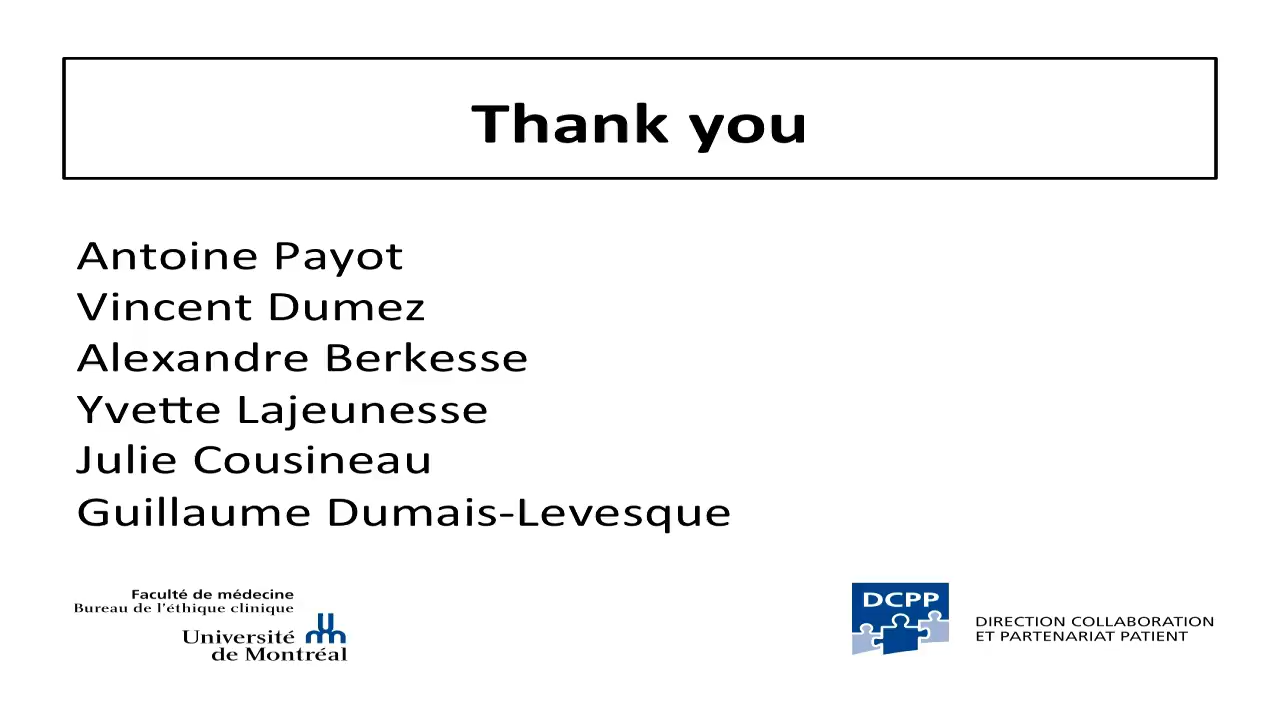 Thank you
Antoine Payot
Vincent Dumez
Alexandre Berkesse
Yvette Lajeunesse
Julie Cousineau
Guillaume Dumais-Levesque
Faculté de médecine
Bureau de l'éthique clinique
Université
de Montréal
DCPP
DIRECTION COLLABORATION
ET PARTENARIAT PATIENT